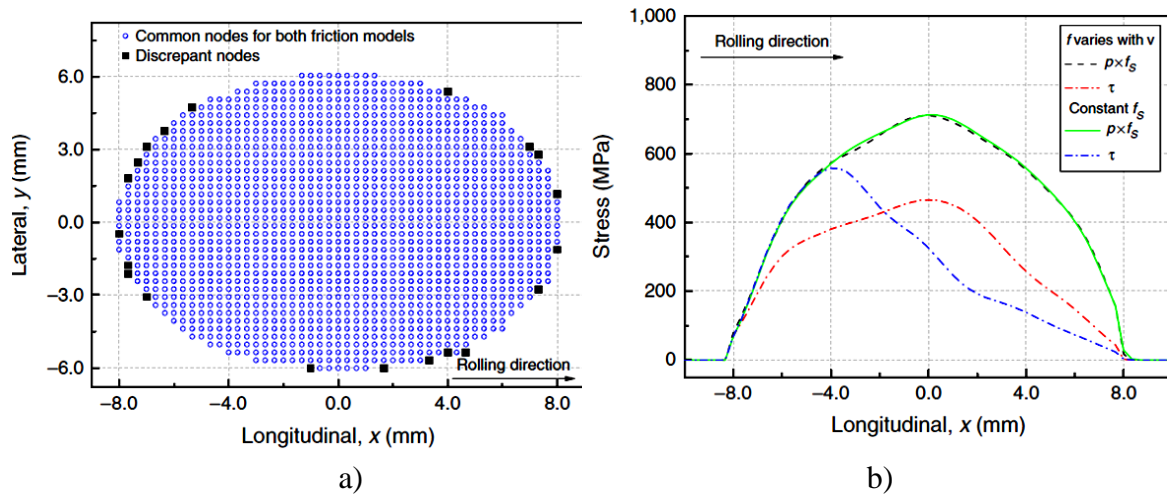 Common nodes for both friction models
Discrepant nodes
6.0
3.0
0.0
−3.0
−6.0
Lateral, y (mm)
Rolling direction
−8.0 −4.0 0.0 4.0 8.0
Longitudinal, x (mm)
a)
1,000
800
600
400
200
0
Stress (MPa)
Rolling direction
f varies with v
p×fS
τ
Constant fS
p×fS
τ
−8.0 −4.0 0.0 4.0 8.0
Longitudinal, x (mm)
b)